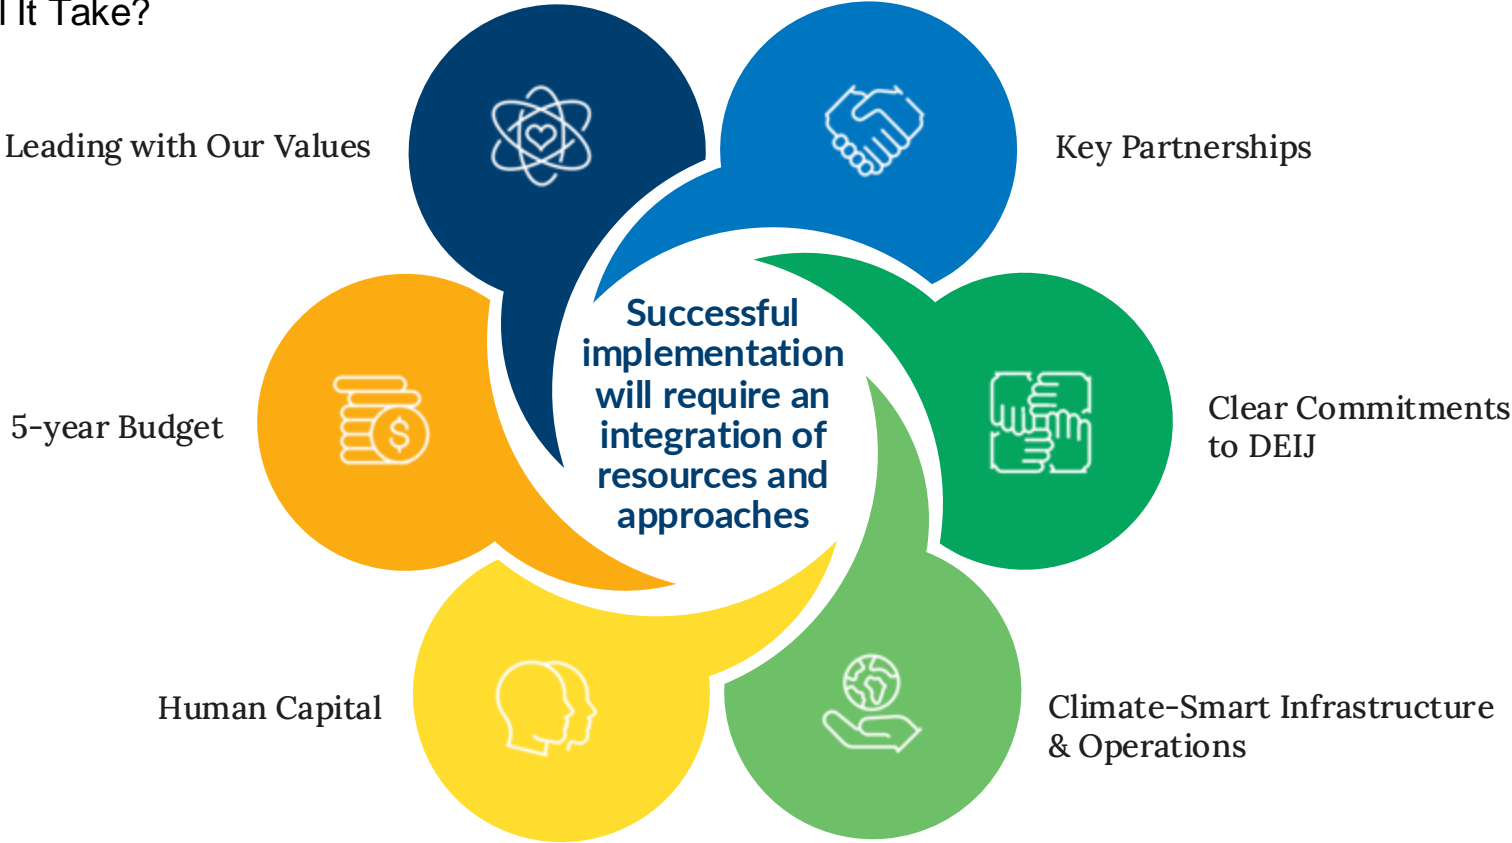 It Take?
Leading with Our Values
Key Partnerships
Successful
implementation
will require an
integration of
resources and
approaches
5-year Budget
$
Clear Commitments
to DEIJ
Human Capital
Climate-Smart Infrastructure
& Operations